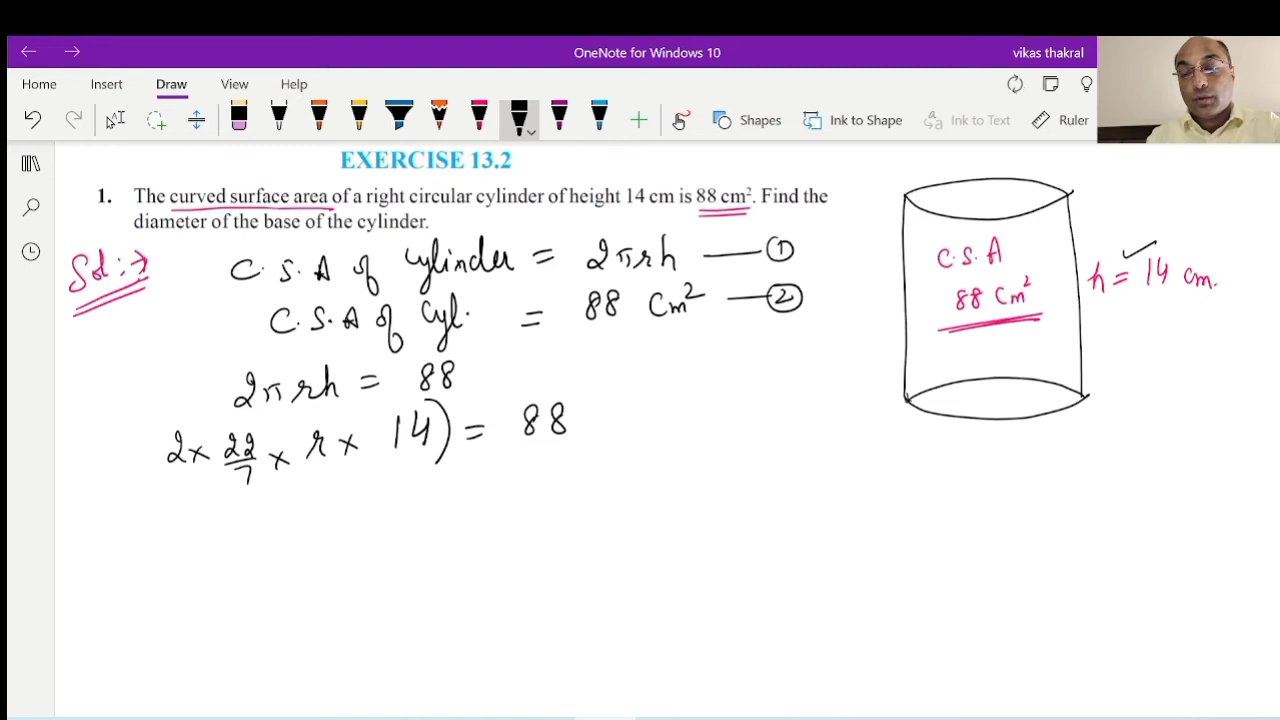 OneNote for Windows 10
vikas thakral
Home Insert Draw View Help
Shapes Ink to Shape Ink to Text Ruler
EXERCISE 13.2
1. The curved surface area of a right circular cylinder of height 14 cm is 88 cm². Find the
diameter of the base of the cylinder.
Sol:→
C.S.A of cylinder = 2πrh —— ①
C.S.A of Cyl. = 88 Cm² —— ②
2πrh = 88
2 × 22/7 × r × 14) = 88
C.S.A
88 Cm²
h = 14 cm.